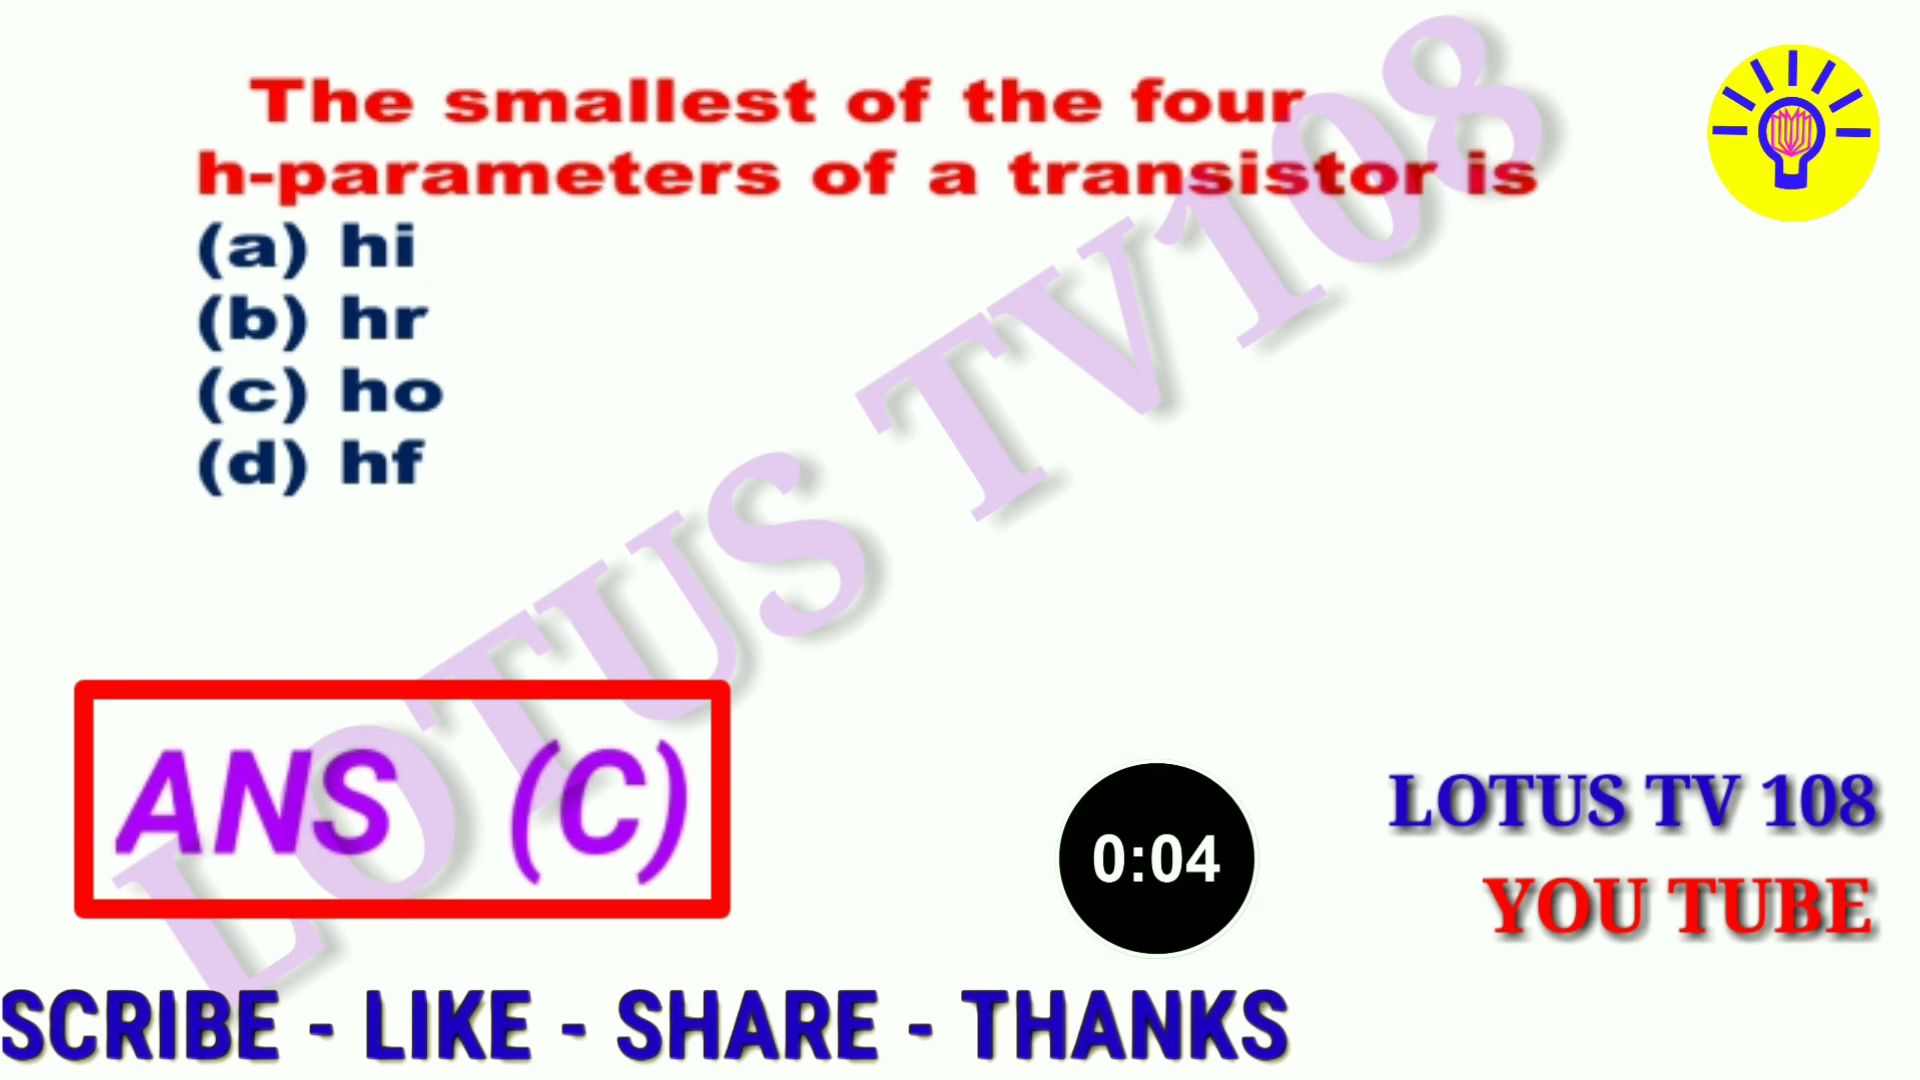 The smallest of the four
h-parameters of a transistor is
(a) hi
(b) hr
(c) ho
(d) hf
LOTUS TV108
ANS (C)
0:04
LOTUS TV 108
YOU TUBE
SCRIBE - LIKE - SHARE - THANKS